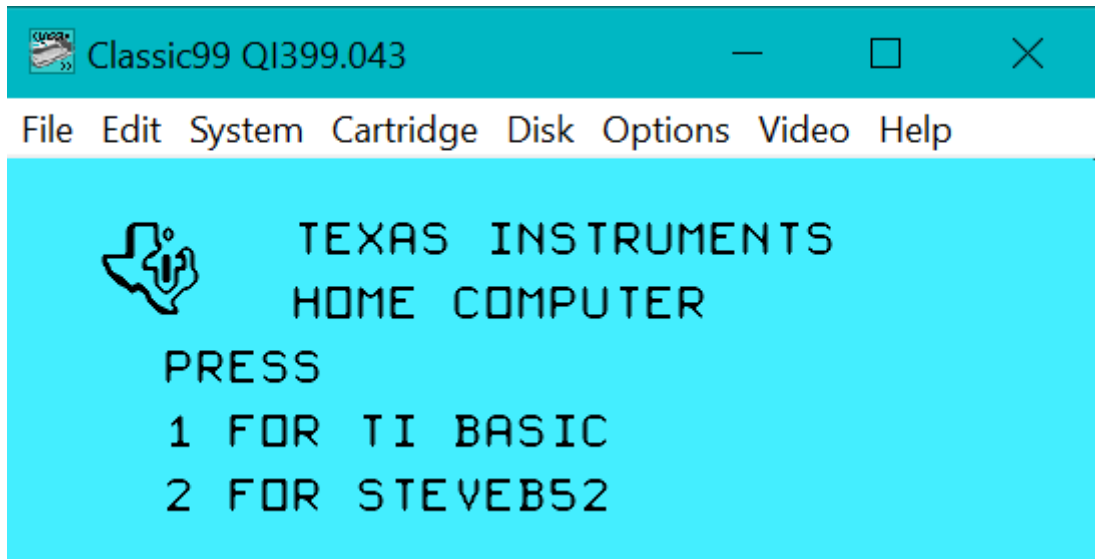 Classic99 QI399.043
File Edit System Cartridge Disk Options Video Help
TEXAS INSTRUMENTS
HOME COMPUTER
PRESS
1 FOR TI BASIC
2 FOR STEVEB52